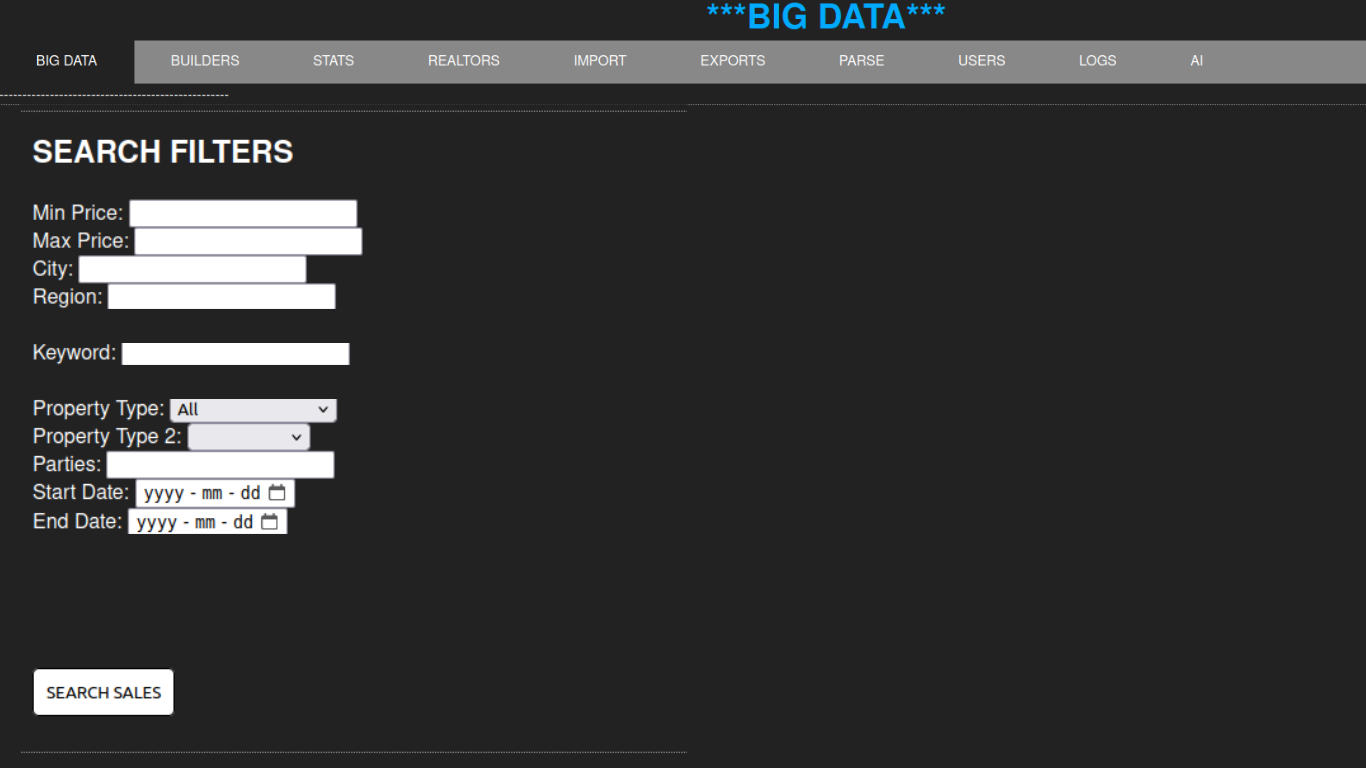 ***BIG DATA***
BIG DATA BUILDERS STATS REALTORS IMPORT EXPORTS PARSE USERS LOGS AI
SEARCH FILTERS
Min Price:
Max Price:
City:
Region:
Keyword:
Property Type: All
Property Type 2:
Parties:
Start Date: yyyy - mm - dd
End Date: yyyy - mm - dd
SEARCH SALES